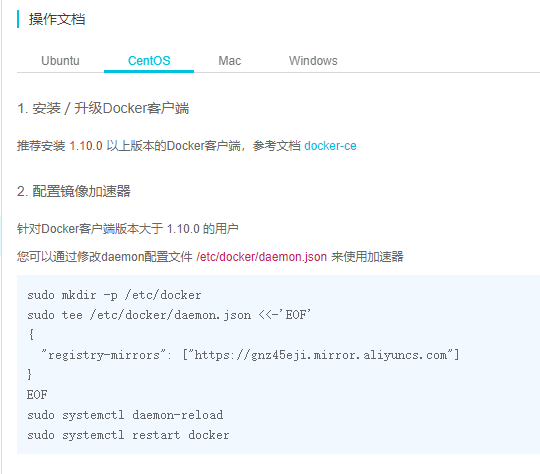 操作文档
Ubuntu CentOS Mac Windows
1. 安装 / 升级Docker客户端
推荐安装 1.10.0 以上版本的Docker客户端，参考文档 docker-ce
2. 配置镜像加速器
针对Docker客户端版本大于 1.10.0 的用户
您可以通过修改daemon配置文件 /etc/docker/daemon.json 来使用加速器
sudo mkdir -p /etc/docker
sudo tee /etc/docker/daemon.json <<-'EOF'
{
  "registry-mirrors": ["https://gnz45eji.mirror.aliyuncs.com"]
}
EOF
sudo systemctl daemon-reload
sudo systemctl restart docker